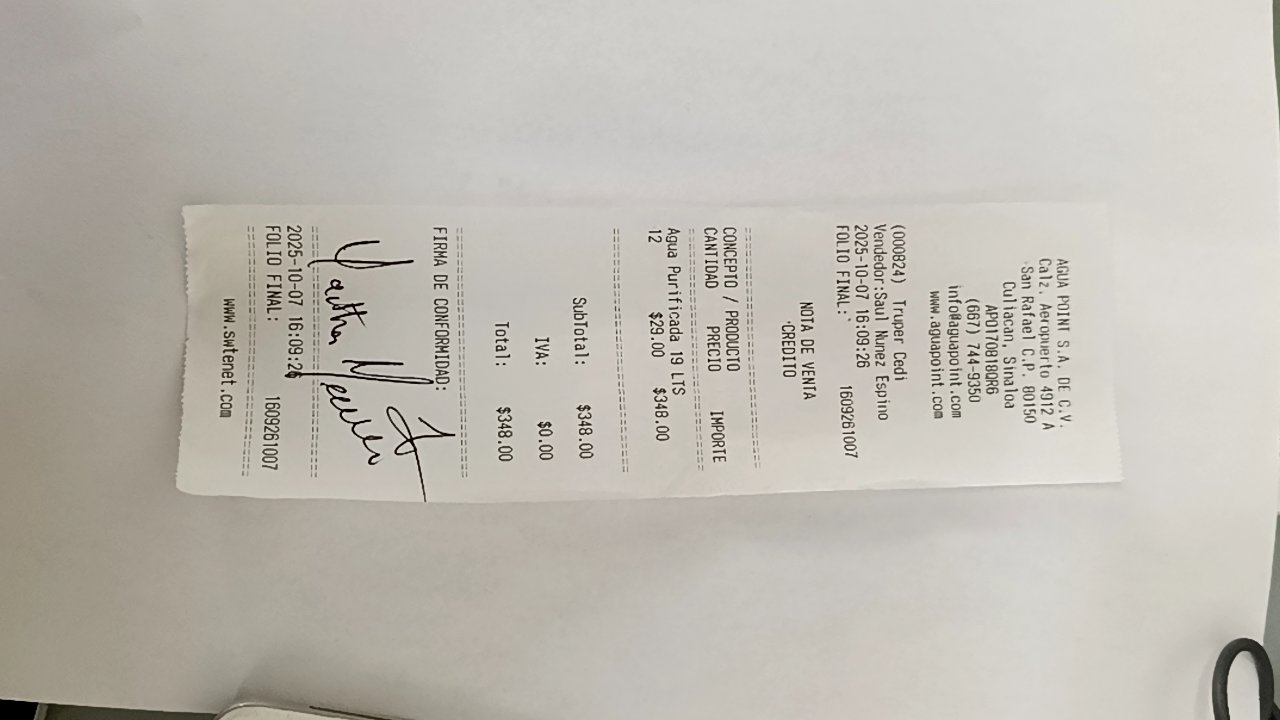 AGUA POINT S.A. DE C.V.
Calz. Aeropuerto 4912 A
San Rafael C.P. 80150
Culiacan, Sinaloa
APO170818QR6
(667) 744-9350
info@aguapoint.com
www.aguapoint.com
(000824) Truper Cedi
Vendedor:Saul Nunez Espino
2025-10-07 16:09:26
FOLIO FINAL: 1609261007
NOTA DE VENTA
CREDITO
CONCEPTO / PRODUCTO
CANTIDAD PRECIO IMPORTE
Agua Purificada 19 LTS
12 $29.00 $348.00
SubTotal: $348.00
IVA: $0.00
Total: $348.00
FIRMA DE CONFORMIDAD:
2025-10-07 16:09:26
FOLIO FINAL: 1609261007
www.swtenet.com